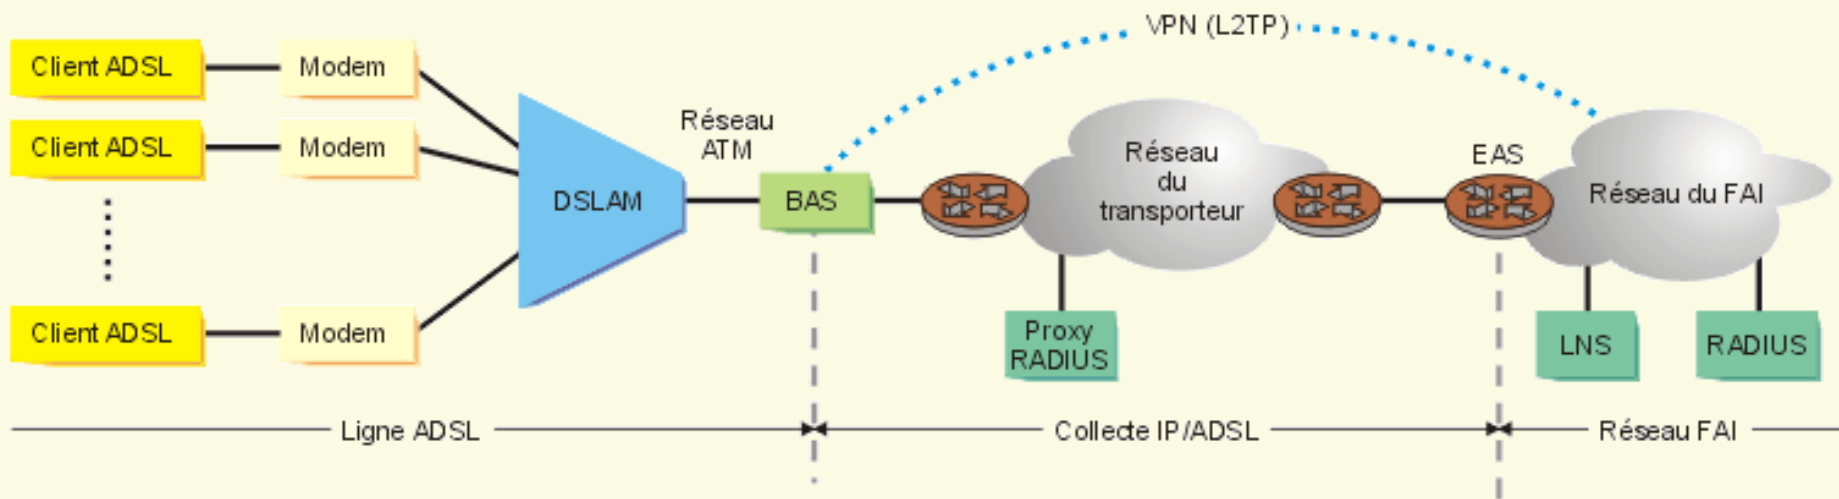 VPN (L2TP)
Client ADSL
Modem
Client ADSL
Modem
Réseau
ATM
DSLAM
BAS
Réseau
du
transporteur
EAS
Réseau du FAI
Client ADSL
Modem
Proxy
RADIUS
LNS
RADIUS
Ligne ADSL
Collecte IP/ADSL
Réseau FAI